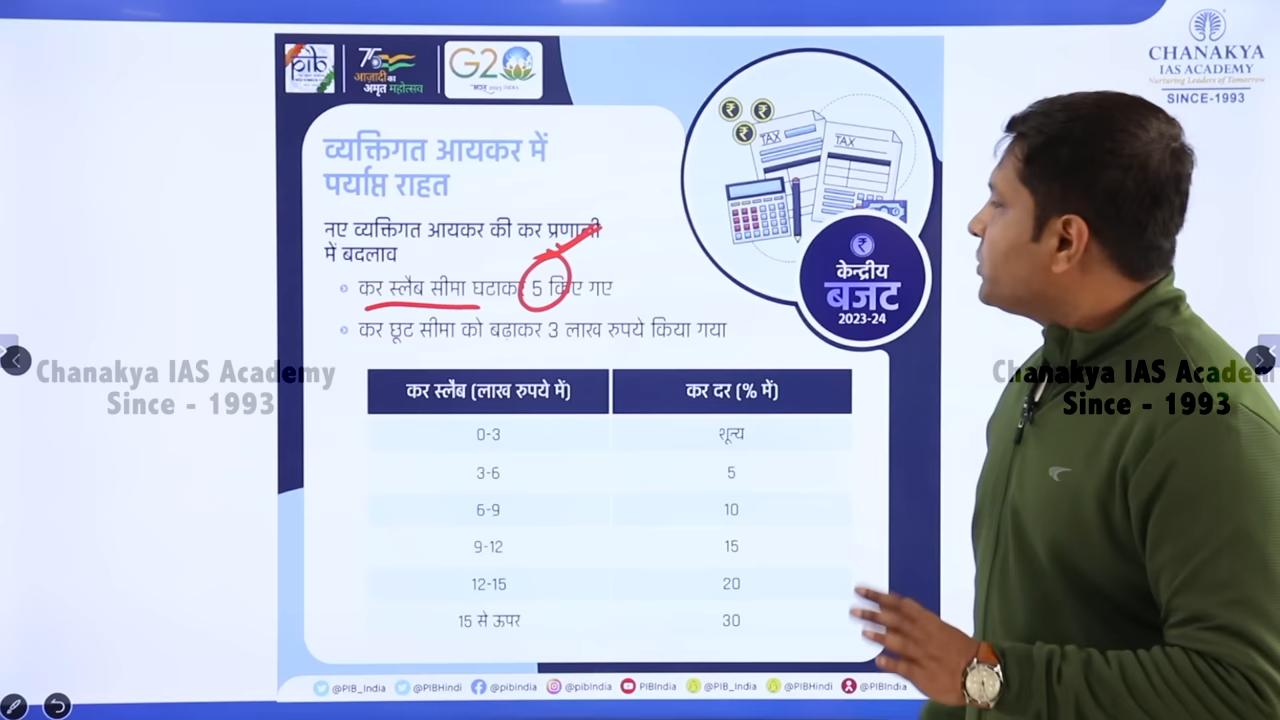 CHANAKYA
IAS ACADEMY
Nurturing Leaders of Tomorrow
SINCE-1993
pib
75
आज़ादी का
अमृत महोत्सव
G20
व्यक्तिगत आयकर में
पर्याप्त राहत
नए व्यक्तिगत आयकर की कर प्रणाली
में बदलाव
कर स्लैब सीमा घटाकर 5 किए गए
कर छूट सीमा को बढ़ाकर 3 लाख रुपये किया गया
TAX
TAX
केन्द्रीय
बजट
2023-24
Chanakya IAS Academy
Since - 1993
Chanakya IAS Academ
Since - 1993
कर स्लैब (लाख रुपये में) कर दर (% में)
0-3 शून्य
3-6 5
6-9 10
9-12 15
12-15 20
15 से ऊपर 30
@PIB_India @PIBHindi @pibindia @pibindia PIBIndia @PIB_India @PIBHindi @PIBIndia